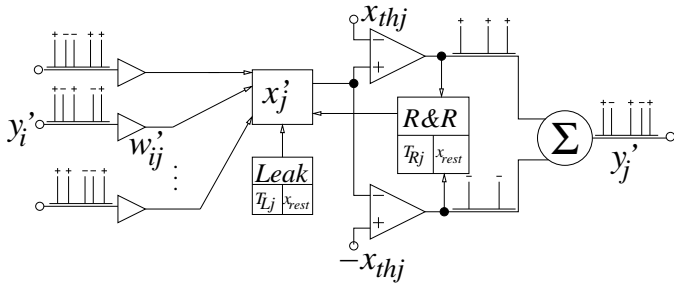 + − − + +
y_i'
+ − + − +
w_ij'
+ + − − +
⋮
x_j'
Leak
T_Lj x_rest
x_thj
− +
−x_thj
− +
R&R
T_Rj x_rest
+ + +
− −
Σ
+ − + − +
y_j'